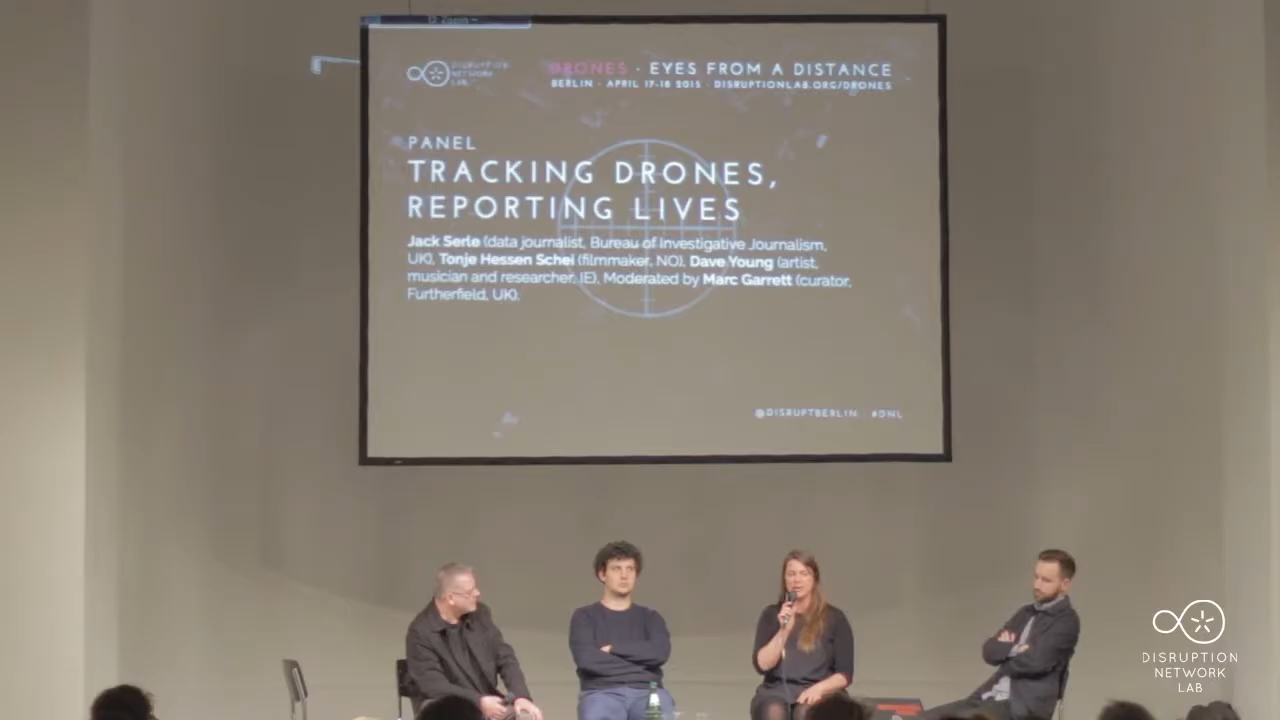 DISRUPTION
NETWORK
LAB
DRONES · EYES FROM A DISTANCE
BERLIN · APRIL 17-18 2015 · DISRUPTIONLAB.ORG/DRONES
PANEL
TRACKING DRONES,
REPORTING LIVES
Jack Serle (data journalist, Bureau of Investigative Journalism,
UK), Tonje Hessen Schei (filmmaker, NO), Dave Young (artist,
musician and researcher, IE). Moderated by Marc Garrett (curator,
Furtherfield, UK).
@DISRUPTBERLIN #DNL
DISRUPTION
NETWORK
LAB